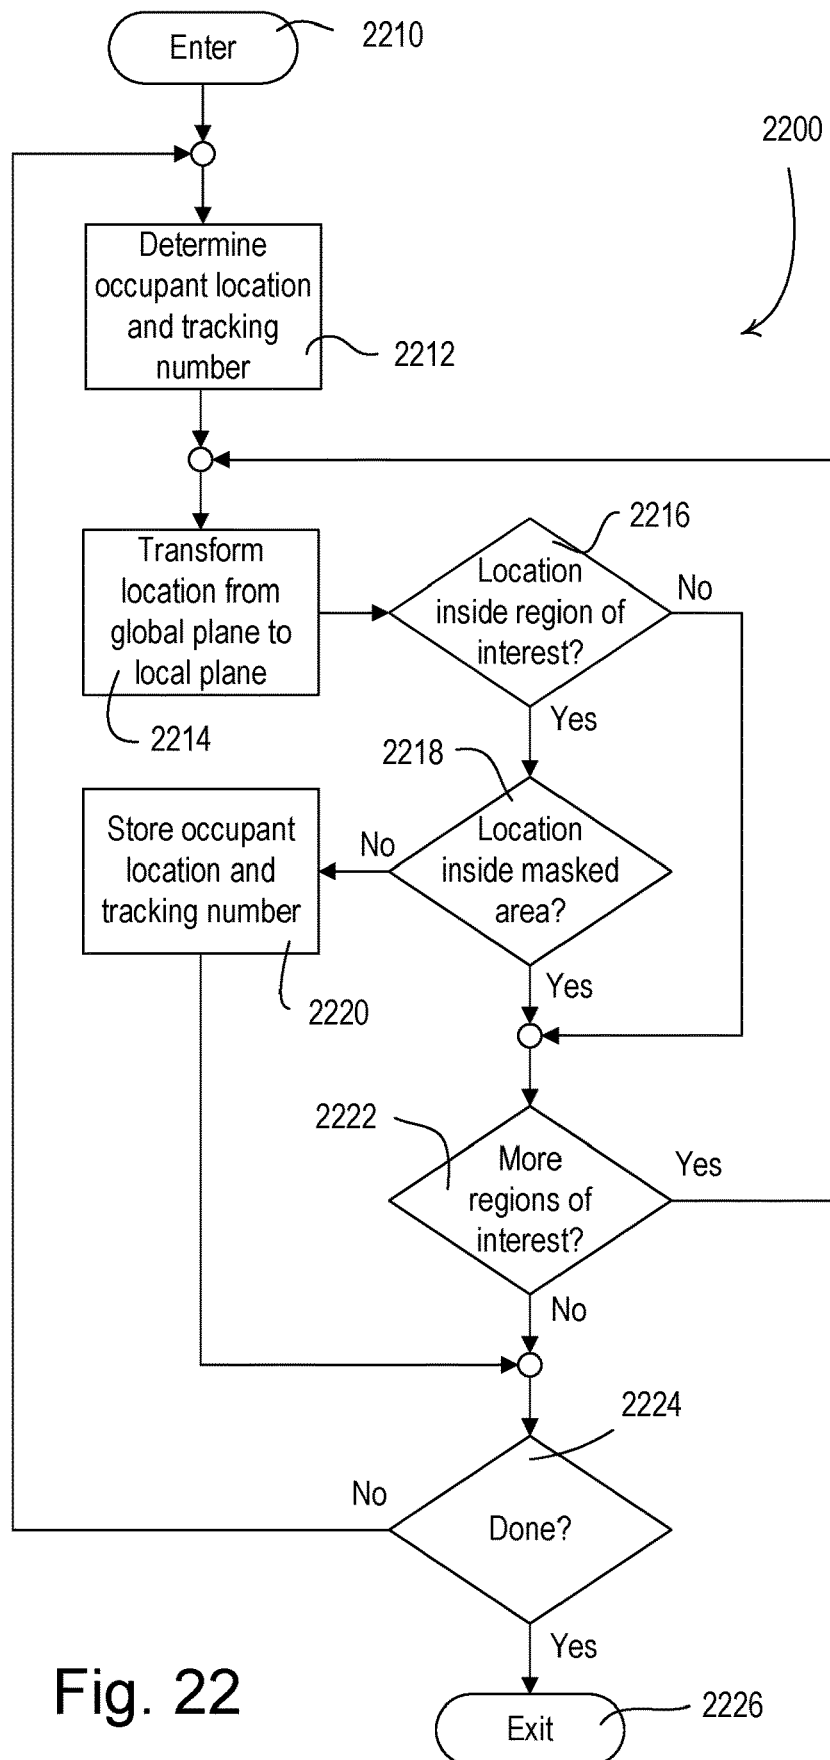 Enter
2210
2200
Determine
occupant location
and tracking
number
2212
Transform
location from
global plane to
local plane
2214
2216
Location
inside region of
interest?
No
Yes
2218
Location
inside masked
area?
No
Yes
Store occupant
location and
tracking number
2220
2222
More
regions of
interest?
Yes
No
2224
Done?
No
Yes
Fig. 22
Exit
2226